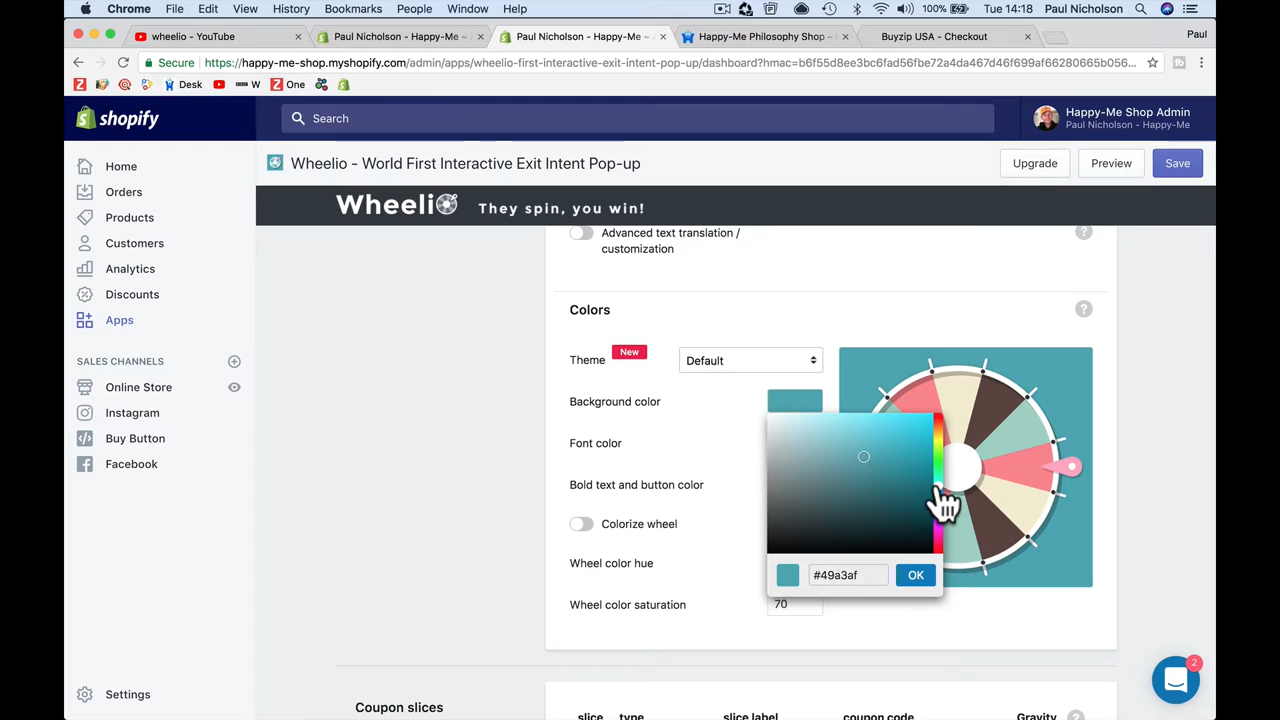 Chrome File Edit View History Bookmarks People Window Help 100% Tue 14:18 Paul Nicholson
wheelio - YouTube × Paul Nicholson - Happy-Me ~ × Paul Nicholson - Happy-Me ~ × Happy-Me Philosophy Shop – × Buyzip USA - Checkout × Paul
Secure https://happy-me-shop.myshopify.com/admin/apps/wheelio-first-interactive-exit-intent-pop-up/dashboard?hmac=b6f55d8ee3bc6fad56fbe72a4da467d46f699af66280665b056...
Desk W One
shopify
Search
Happy-Me Shop Admin
Paul Nicholson - Happy-Me
Wheelio - World First Interactive Exit Intent Pop-up
Upgrade Preview Save
Wheelio They spin, you win!
Home
Orders
Products
Customers
Analytics
Discounts
Apps
SALES CHANNELS
Online Store
Instagram
Buy Button
Facebook
Settings
Advanced text translation / ?
customization
Colors ?
Theme New Default
Background color
Font color
Bold text and button color
Colorize wheel
Wheel color hue
#49a3af OK
Wheel color saturation 70
2
Coupon slices
slice type slice label coupon code Gravity ?